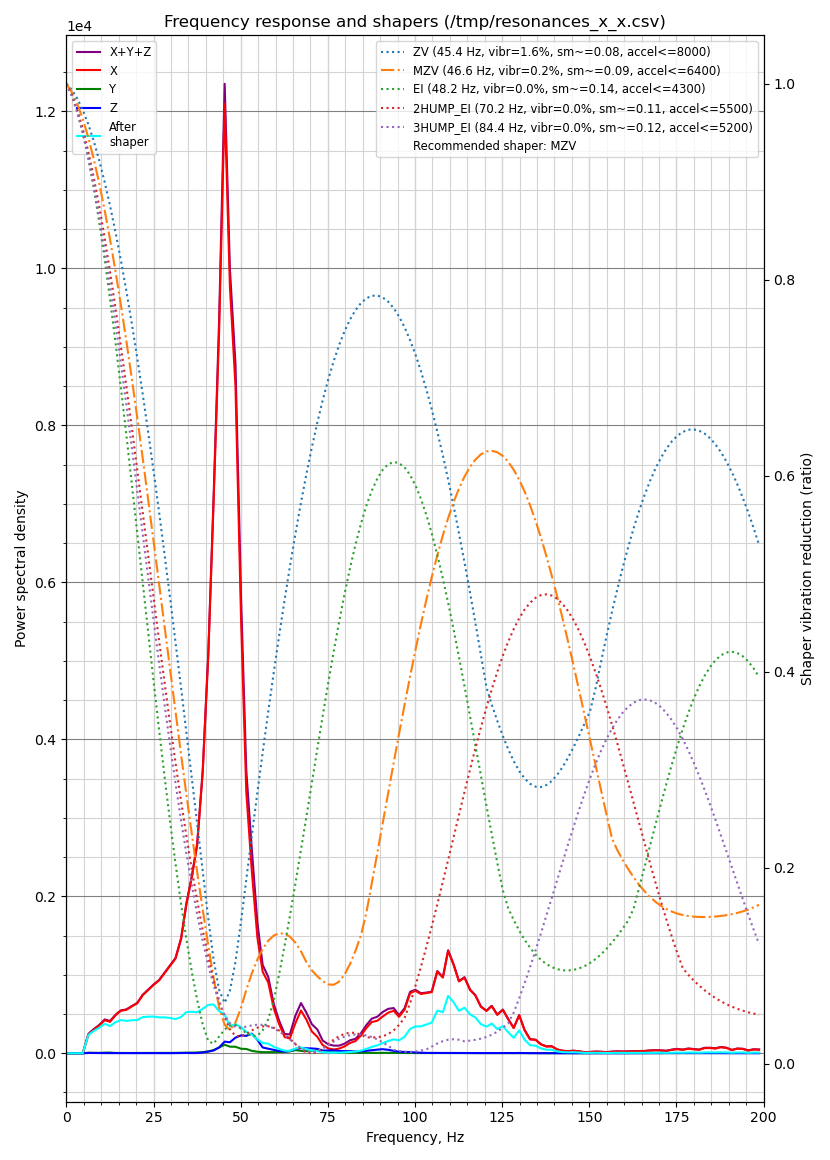 Frequency response and shapers (/tmp/resonances_x_x.csv)
1e4
X+Y+Z
X
Y
Z
After
shaper
ZV (45.4 Hz, vibr=1.6%, sm~=0.08, accel<=8000)
MZV (46.6 Hz, vibr=0.2%, sm~=0.09, accel<=6400)
EI (48.2 Hz, vibr=0.0%, sm~=0.14, accel<=4300)
2HUMP_EI (70.2 Hz, vibr=0.0%, sm~=0.11, accel<=5500)
3HUMP_EI (84.4 Hz, vibr=0.0%, sm~=0.12, accel<=5200)
Recommended shaper: MZV
1.2
1.0
0.8
0.6
0.4
0.2
0.0
Power spectral density
1.0
0.8
0.6
0.4
0.2
0.0
Shaper vibration reduction (ratio)
0 25 50 75 100 125 150 175 200
Frequency, Hz